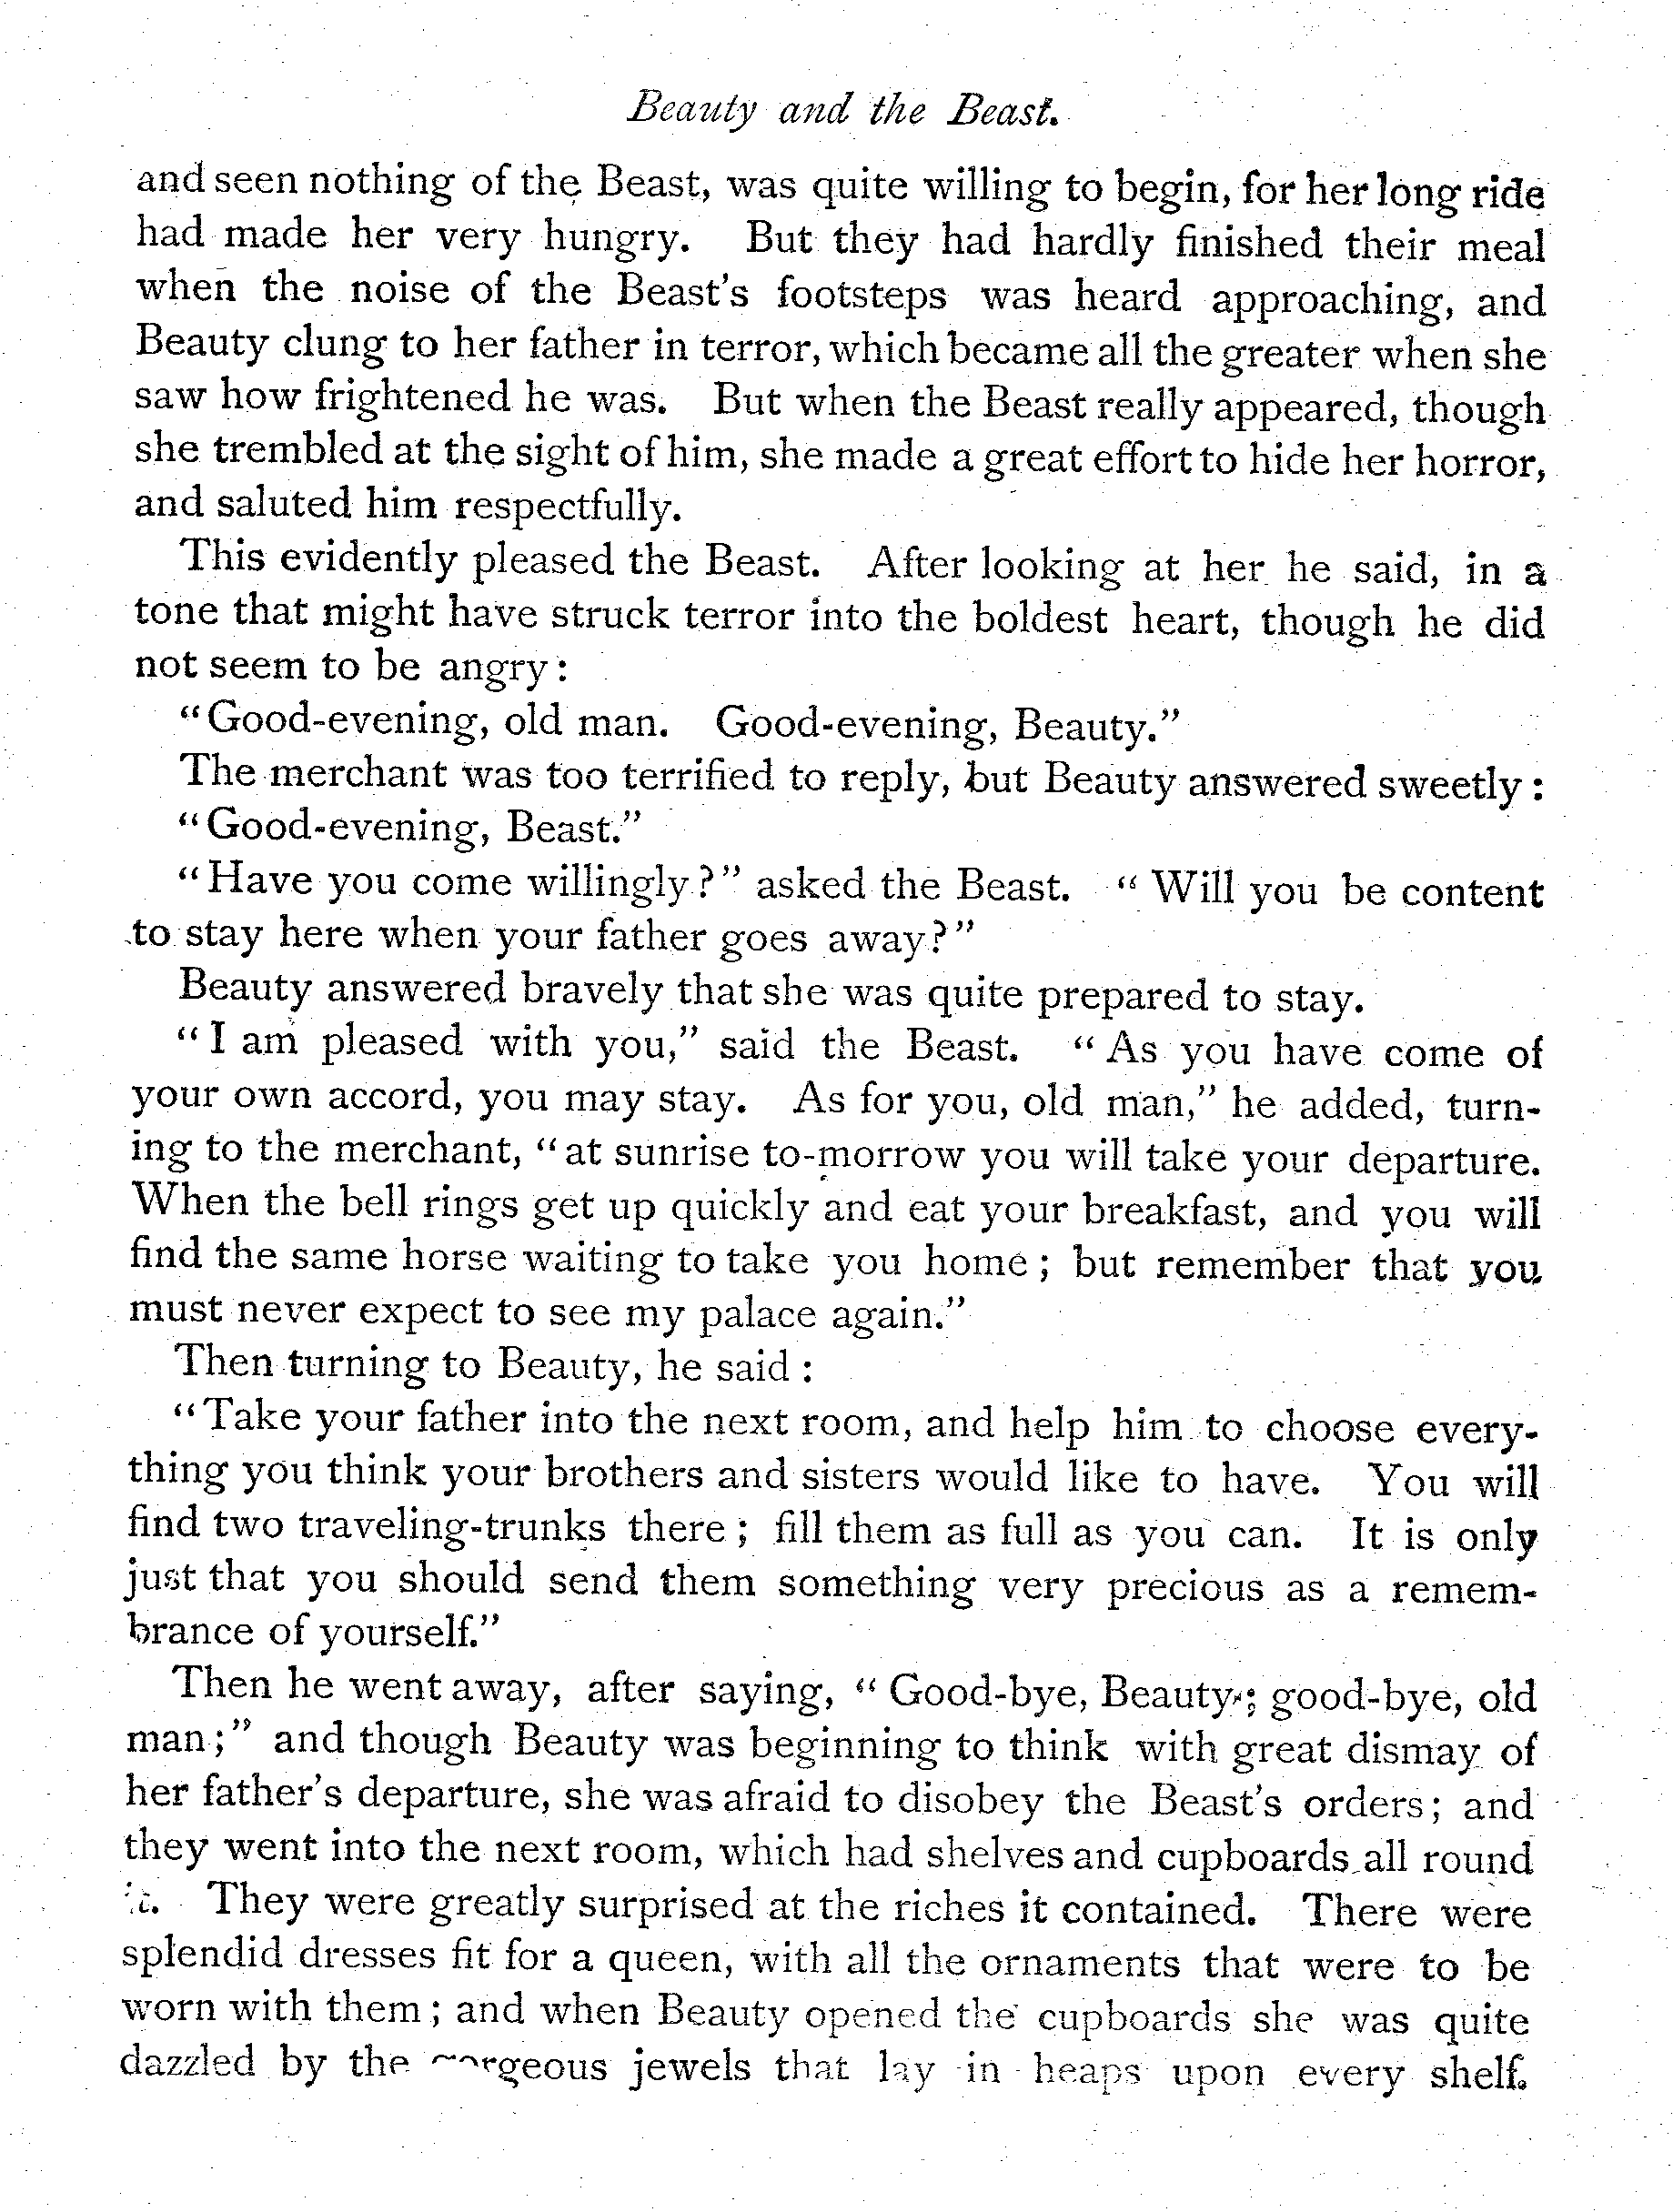 Beauty and the Beast.
and seen nothing of the Beast, was quite willing to begin, for her long ride
had made her very hungry. But they had hardly finished their meal
when the noise of the Beast's footsteps was heard approaching, and
Beauty clung to her father in terror, which became all the greater when she
saw how frightened he was. But when the Beast really appeared, though
she trembled at the sight of him, she made a great effort to hide her horror,
and saluted him respectfully.
This evidently pleased the Beast. After looking at her he said, in a
tone that might have struck terror into the boldest heart, though he did
not seem to be angry:
"Good-evening, old man. Good-evening, Beauty."
The merchant was too terrified to reply, but Beauty answered sweetly:
"Good-evening, Beast."
"Have you come willingly?" asked the Beast. "Will you be content
to stay here when your father goes away?"
Beauty answered bravely that she was quite prepared to stay.
"I am pleased with you," said the Beast. "As you have come of
your own accord, you may stay. As for you, old man," he added, turn-
ing to the merchant, "at sunrise to-morrow you will take your departure.
When the bell rings get up quickly and eat your breakfast, and you will
find the same horse waiting to take you home; but remember that you
must never expect to see my palace again."
Then turning to Beauty, he said:
"Take your father into the next room, and help him to choose every-
thing you think your brothers and sisters would like to have. You will
find two traveling-trunks there; fill them as full as you can. It is only
just that you should send them something very precious as a remem-
brance of yourself."
Then he went away, after saying, "Good-bye, Beauty; good-bye, old
man;" and though Beauty was beginning to think with great dismay of
her father's departure, she was afraid to disobey the Beast's orders; and
they went into the next room, which had shelves and cupboards all round
it. They were greatly surprised at the riches it contained. There were
splendid dresses fit for a queen, with all the ornaments that were to be
worn with them; and when Beauty opened the cupboards she was quite
dazzled by the gorgeous jewels that lay in heaps upon every shelf.